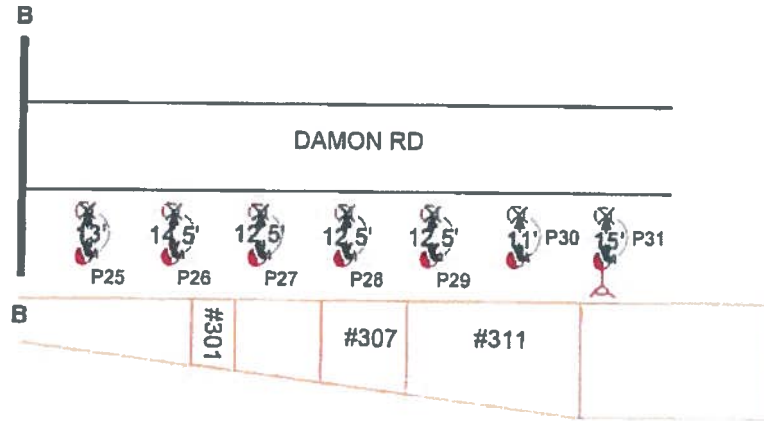 B
DAMON RD
13' 14.5' 12.5' 12.5' 12.5' 11' P30 15' P31
P25 P26 P27 P28 P29
B
#301 #307 #311